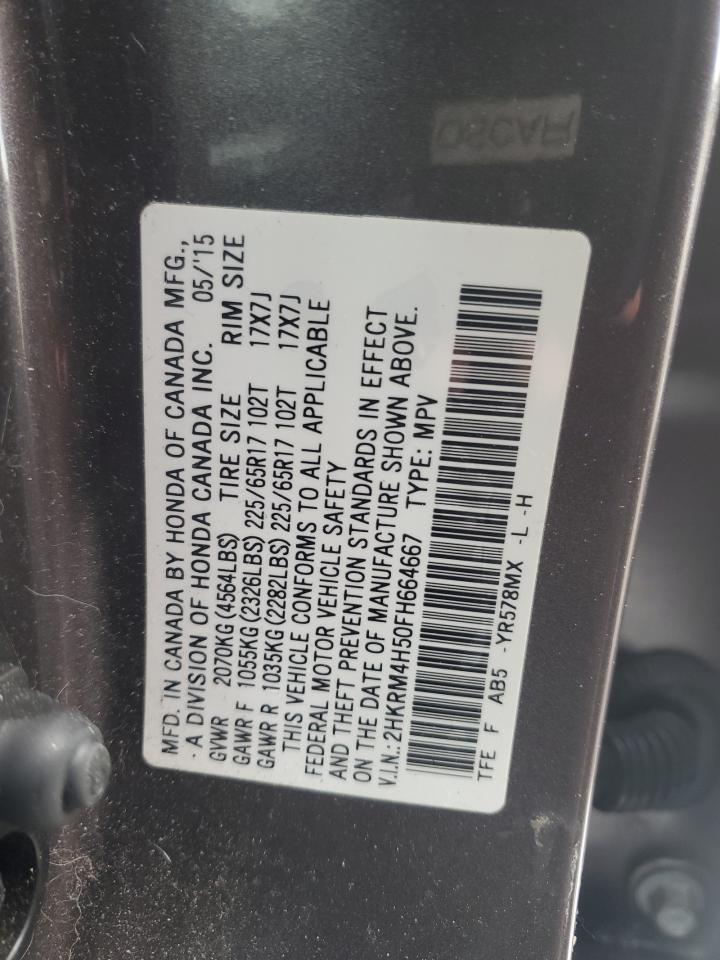 MFD. IN CANADA BY HONDA OF CANADA MFG.,
A DIVISION OF HONDA CANADA INC. 05/'15
GVWR 2070KG (4564LBS) TIRE SIZE RIM SIZE
GAWR F 1055KG (2326LBS) 225/65R17 102T 17X7J
GAWR R 1035KG (2282LBS) 225/65R17 102T 17X7J
THIS VEHICLE CONFORMS TO ALL APPLICABLE
FEDERAL MOTOR VEHICLE SAFETY
AND THEFT PREVENTION STANDARDS IN EFFECT
ON THE DATE OF MANUFACTURE SHOWN ABOVE.
V.I.N.: 2HKRM4H50FH664667 TYPE: MPV
TFE F AB5 -YR578MX -L -H